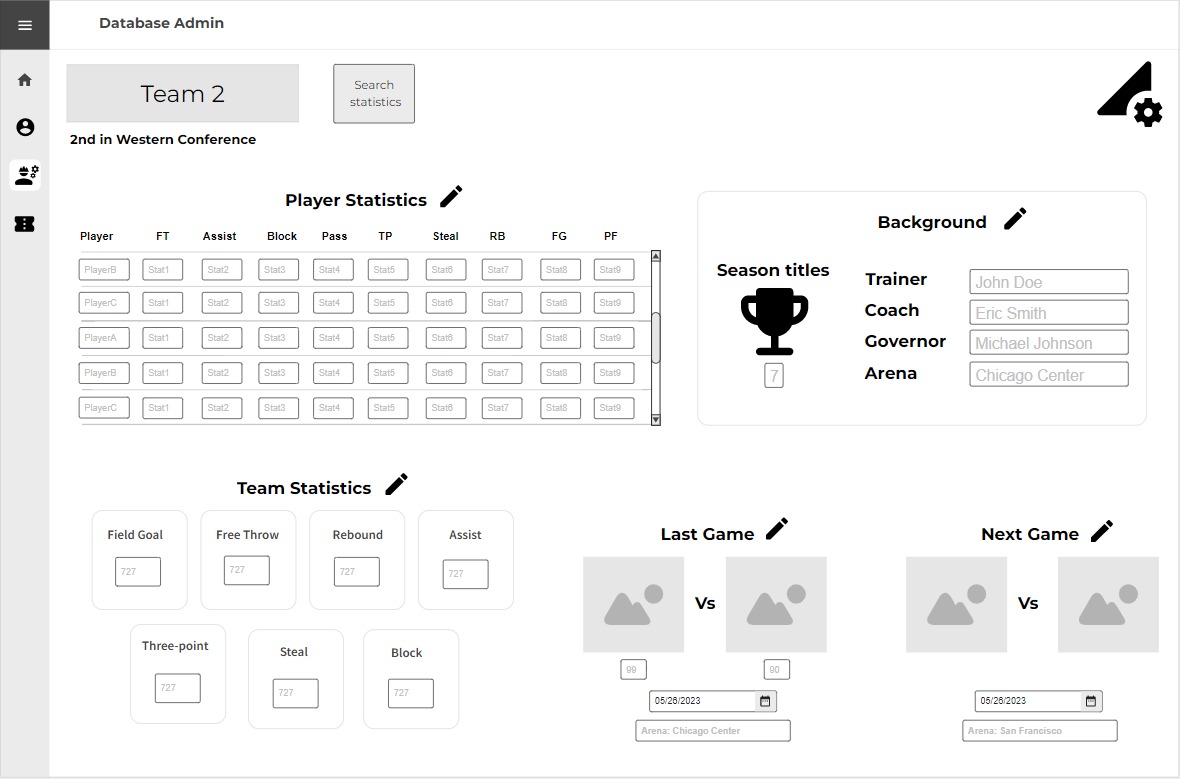 Database Admin
Team 2
Search
statistics
2nd in Western Conference
Player Statistics
Player FT Assist Block Pass TP Steal RB FG PF
PlayerB Stat1 Stat2 Stat3 Stat4 Stat5 Stat6 Stat7 Stat8 Stat9
PlayerC Stat1 Stat2 Stat3 Stat4 Stat5 Stat6 Stat7 Stat8 Stat9
PlayerA Stat1 Stat2 Stat3 Stat4 Stat5 Stat6 Stat7 Stat8 Stat9
PlayerB Stat1 Stat2 Stat3 Stat4 Stat5 Stat6 Stat7 Stat8 Stat9
PlayerC Stat1 Stat2 Stat3 Stat4 Stat5 Stat6 Stat7 Stat8 Stat9
Background
Season titles
7
Trainer John Doe
Coach Eric Smith
Governor Michael Johnson
Arena Chicago Center
Team Statistics
Field Goal Free Throw Rebound Assist
727 727 727 727
Three-point Steal Block
727 727 727
Last Game
Vs
99 90
05/26/2023
Arena: Chicago Center
Next Game
Vs
05/26/2023
Arena: San Francisco